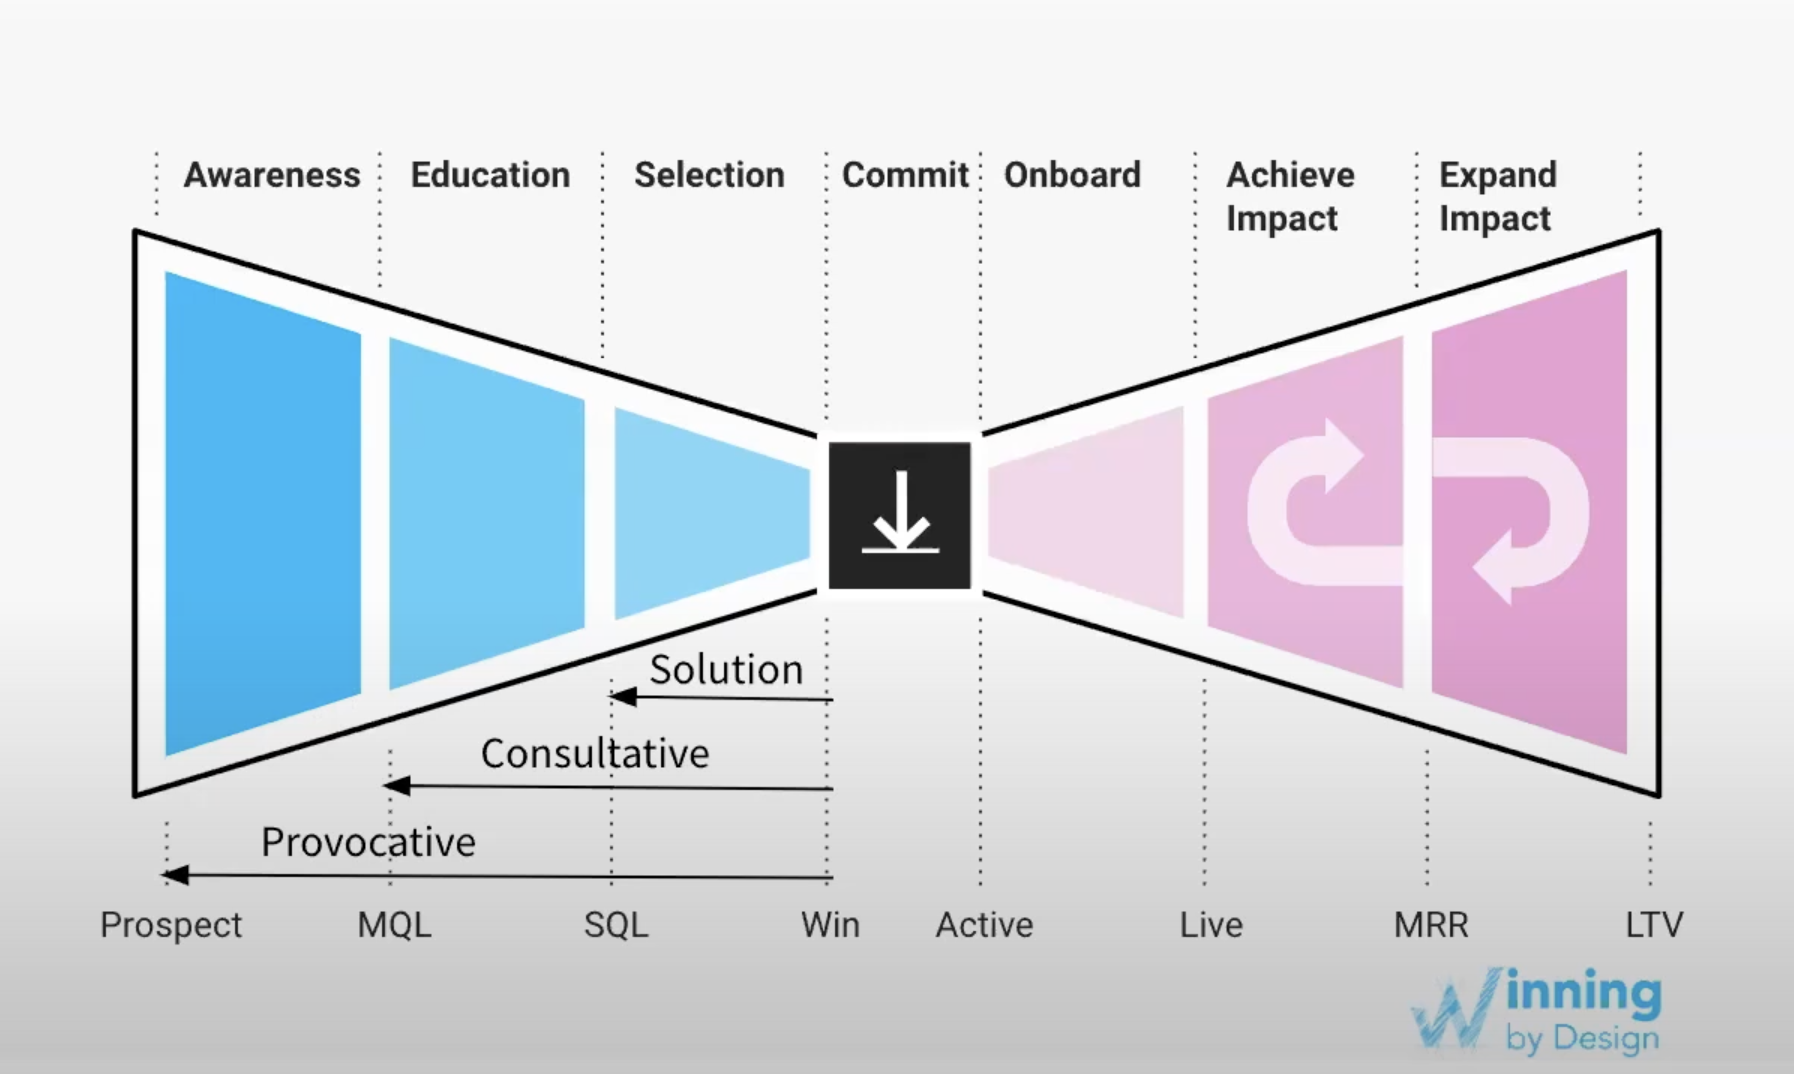 Awareness
Education
Selection
Commit
Onboard
Achieve
Impact
Expand
Impact
Solution
Consultative
Provocative
Prospect
MQL
SQL
Win
Active
Live
MRR
LTV
Winning
by Design